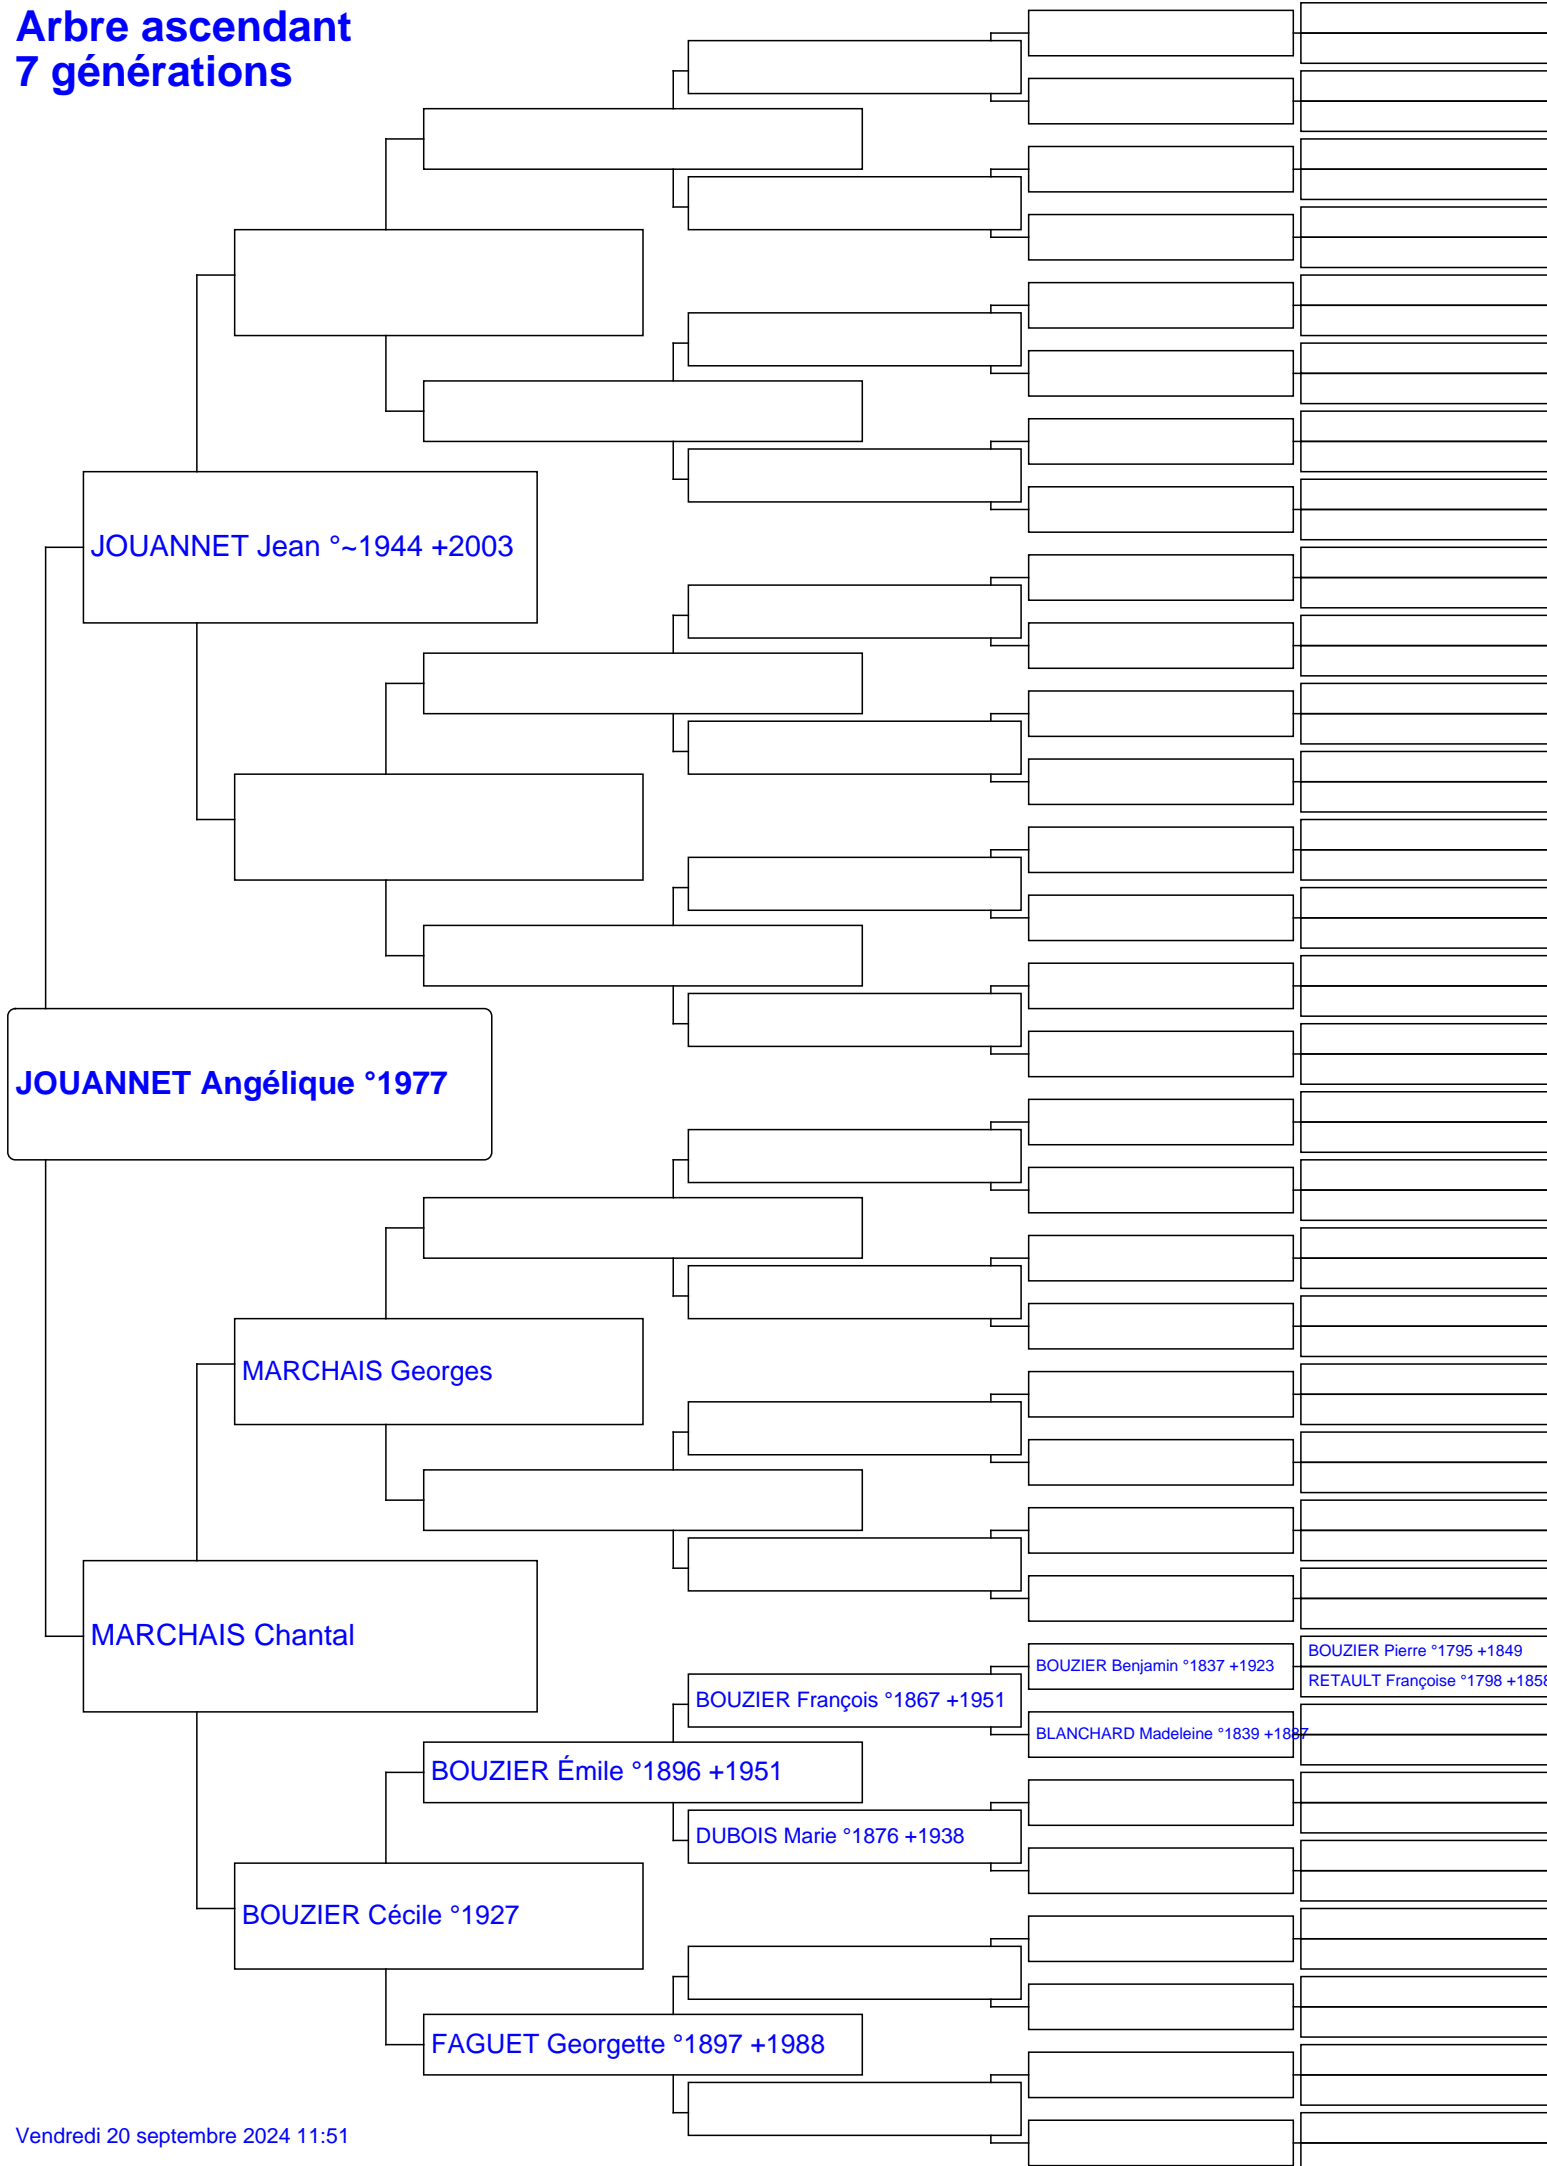 Arbre ascendant
7 générations
JOUANNET Jean °~1944 +2003
JOUANNET Angélique °1977
MARCHAIS Georges
MARCHAIS Chantal
BOUZIER Pierre °1795 +1849
BOUZIER Benjamin °1837 +1923
RETAULT Françoise °1798 +1858
BOUZIER François °1867 +1951
BLANCHARD Madeleine °1839 +1887
BOUZIER Émile °1896 +1951
DUBOIS Marie °1876 +1938
BOUZIER Cécile °1927
FAGUET Georgette °1897 +1988
Vendredi 20 septembre 2024 11:51